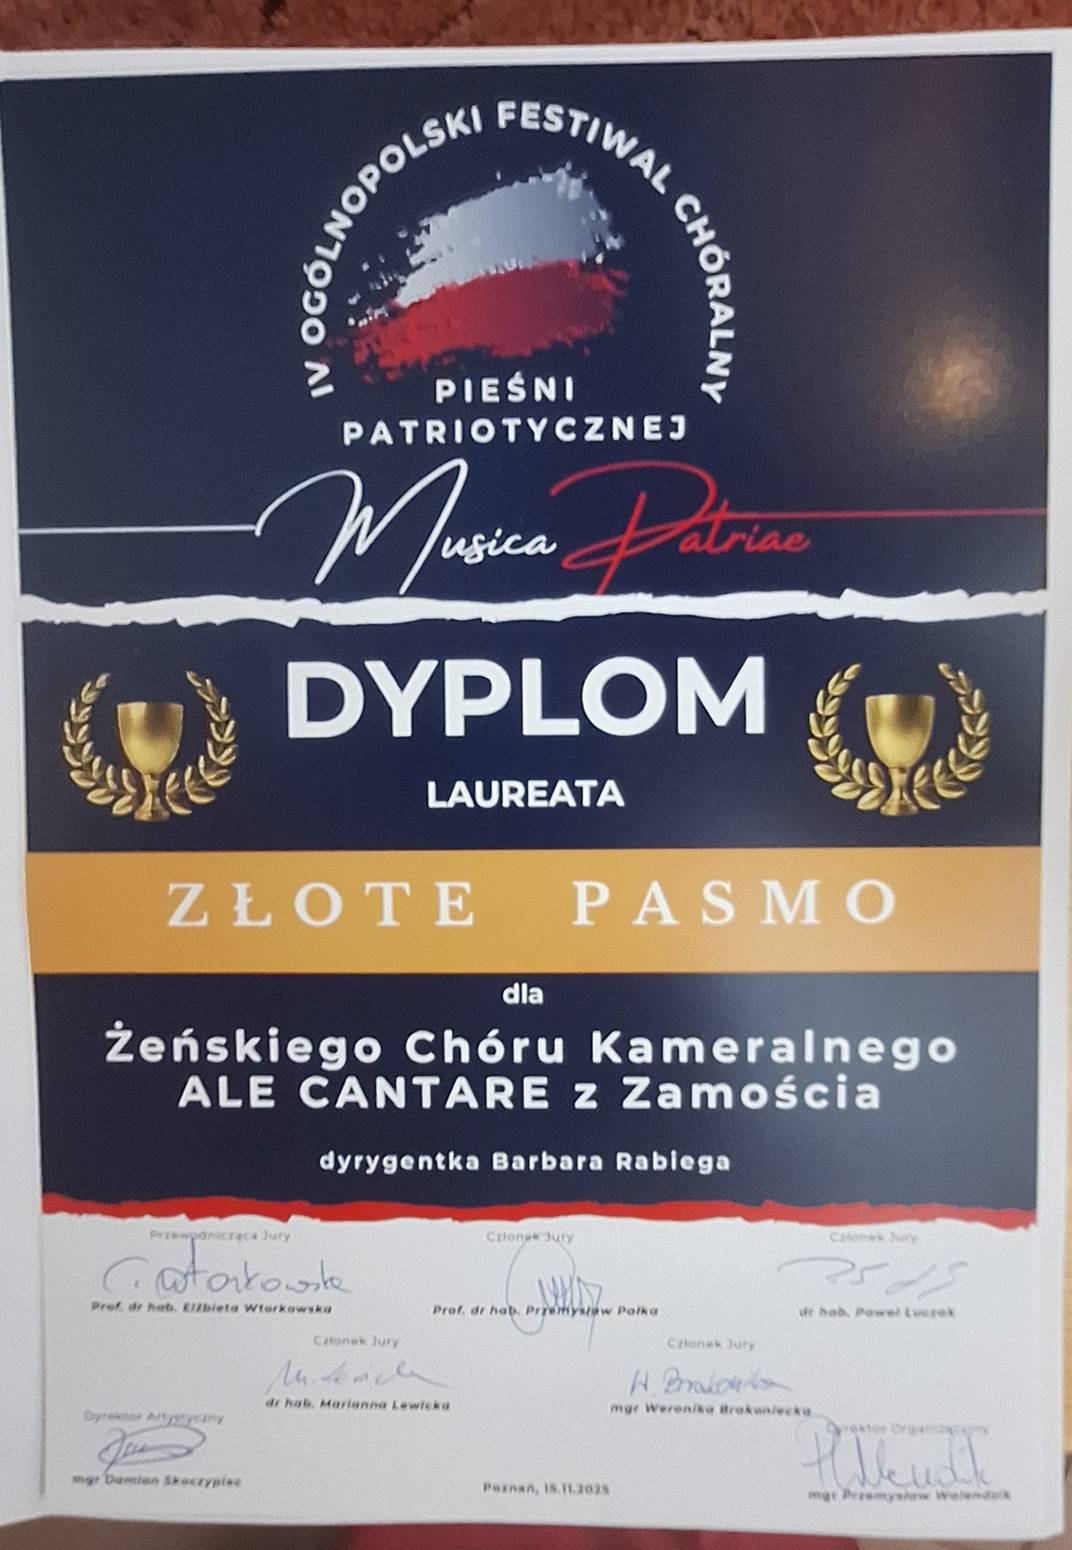 IV OGÓLNOPOLSKI FESTIWAL CHÓRALNY
PIEŚNI
PATRIOTYCZNEJ
Musica Patriae
DYPLOM
LAUREATA
ZŁOTE PASMO
dla
Żeńskiego Chóru Kameralnego
ALE CANTARE z Zamościa
dyrygentka Barbara Rabiega
Przewodnicząca Jury
Członek Jury
Członek Jury
Prof. dr hab. Elżbieta Wtorkowska
Prof. dr hab. Przemysław Pałka
dr hab. Paweł Łuczak
Członek Jury
Członek Jury
dr hab. Marianna Lewicka
mgr Weronika Brakoniecka
Dyrektor Artystyczny
Dyrektor Organizacyjny
mgr Damian Skoczypiec
Poznań, 15.11.2025
mgr Przemysław Walendzik